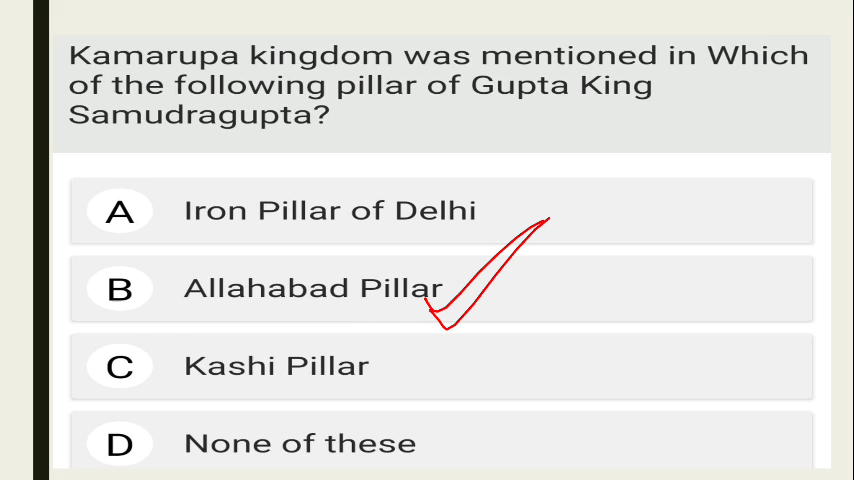 Kamarupa kingdom was mentioned in Which
of the following pillar of Gupta King
Samudragupta?
A Iron Pillar of Delhi
B Allahabad Pillar
C Kashi Pillar
D None of these